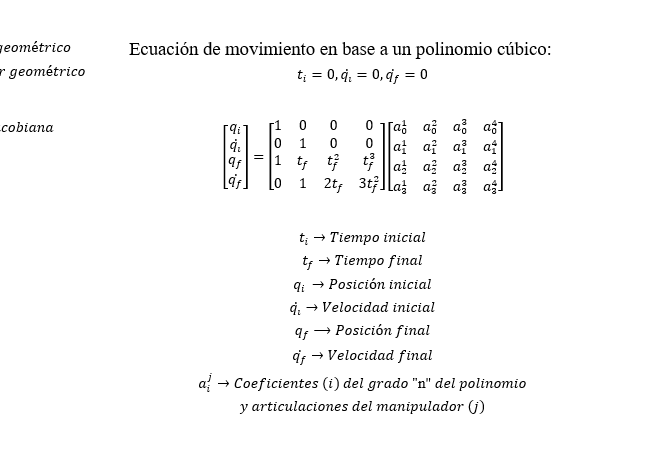 geométrico
r geométrico
acobiana
Ecuación de movimiento en base a un polinomio cúbico:
t_i = 0, q̇_i = 0, q̇_f = 0
[q_i; q̇_i; q_f; q̇_f] = [1 0 0 0; 0 1 0 0; 1 t_f t_f^2 t_f^3; 0 1 2t_f 3t_f^2] [a_0^1 a_0^2 a_0^3 a_0^4; a_1^1 a_1^2 a_1^3 a_1^4; a_2^1 a_2^2 a_2^3 a_2^4; a_3^1 a_3^2 a_3^3 a_3^4]
t_i → Tiempo inicial
t_f → Tiempo final
q_i → Posición inicial
q̇_i → Velocidad inicial
q_f → Posición final
q̇_f → Velocidad final
a_i^j → Coeficientes (i) del grado "n" del polinomio
y articulaciones del manipulador (j)